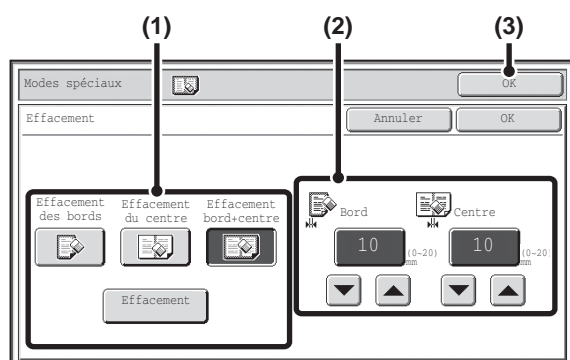 (1) (2) (3)
Modes spéciaux OK
Effacement Annuler OK
Effacement des bords
Effacement du centre
Effacement bord+centre
Bord
Centre
10 (0~20) mm
10 (0~20) mm
Effacement